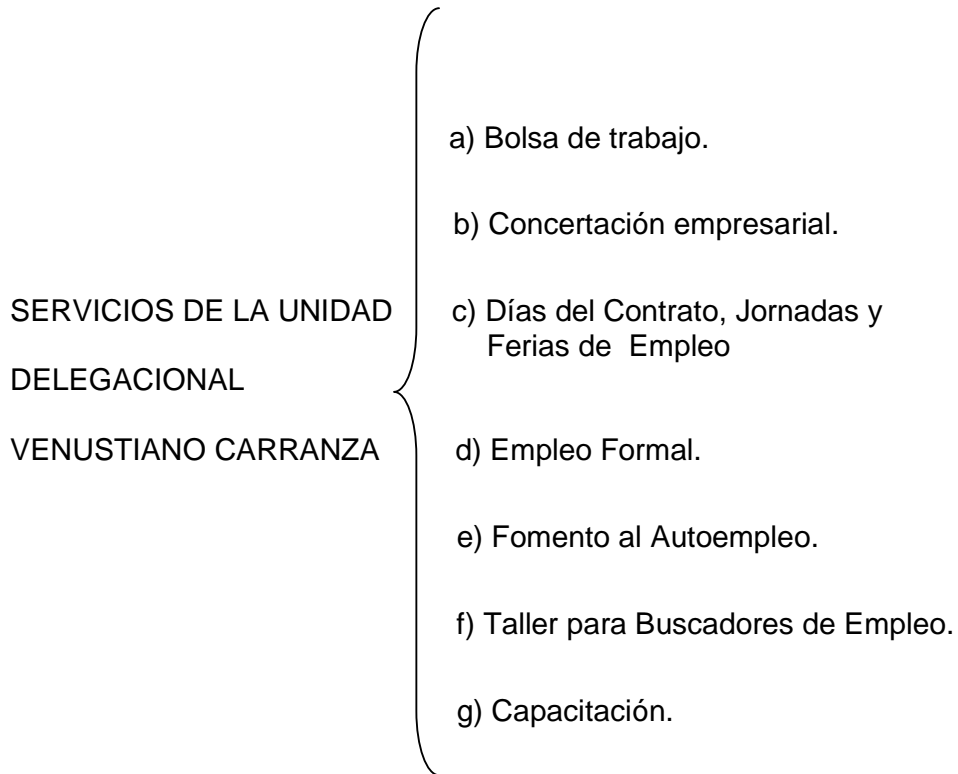 a) Bolsa de trabajo.
b) Concertación empresarial.
SERVICIOS DE LA UNIDAD
DELEGACIONAL
VENUSTIANO CARRANZA
c) Días del Contrato, Jornadas y
Ferias de Empleo
d) Empleo Formal.
e) Fomento al Autoempleo.
f) Taller para Buscadores de Empleo.
g) Capacitación.